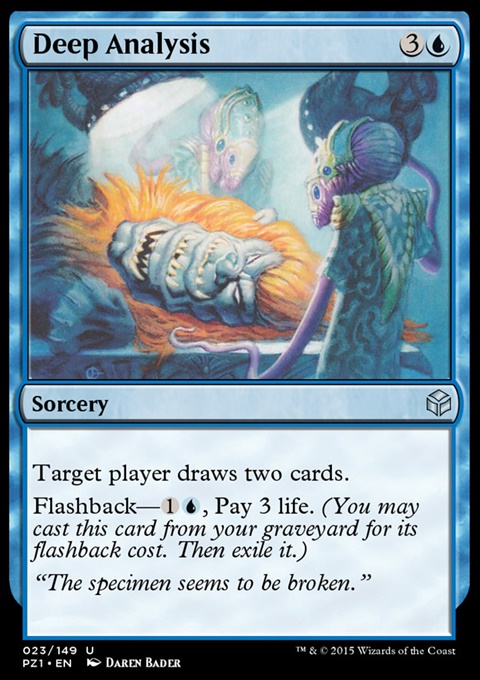 Deep Analysis 3
Sorcery
Target player draws two cards.
Flashback—1, Pay 3 life. (You may
cast this card from your graveyard for its
flashback cost. Then exile it.)
“The specimen seems to be broken.”
023/149 U
PZ1 • EN DAREN BADER
™ & © 2015 Wizards of the Coast